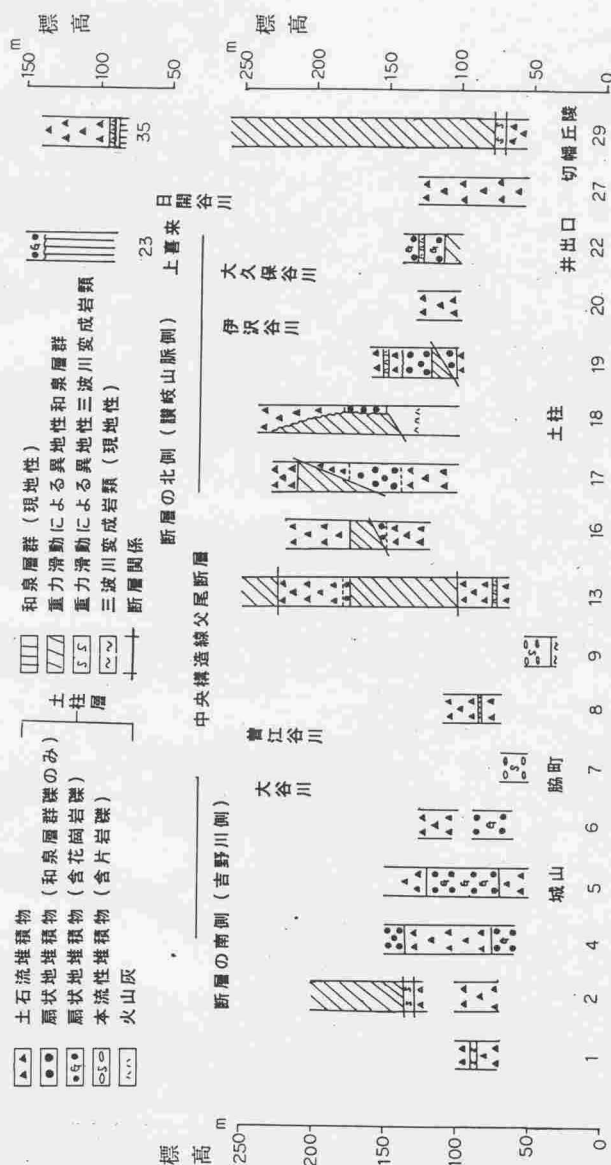 土石流堆積物
扇状地堆積物（和泉層群礫のみ）
扇状地堆積物（含花崗岩礫）
本流性堆積物（含片岩礫）
火山灰
土柱層
和泉層群（現地性）
重力滑動による異地性和泉層群
重力滑動による異地性三波川変成岩類
三波川変成岩類（現地性）
断層関係
標高
m
150
100
50
35
23
上喜来
断層の南側（吉野川側）
中央構造線父尾断層
断層の北側（讃岐山脈側）
大谷川
曽江谷川
伊沢谷川
大久保谷川
日開谷川
標高
m
250
200
150
100
50
0
標高
m
250
200
150
100
50
0
城山
脇町
土柱
井出口
切幡丘陵
1 2 4 5 6 7 8 9 13 16 17 18 19 20 22 27 29